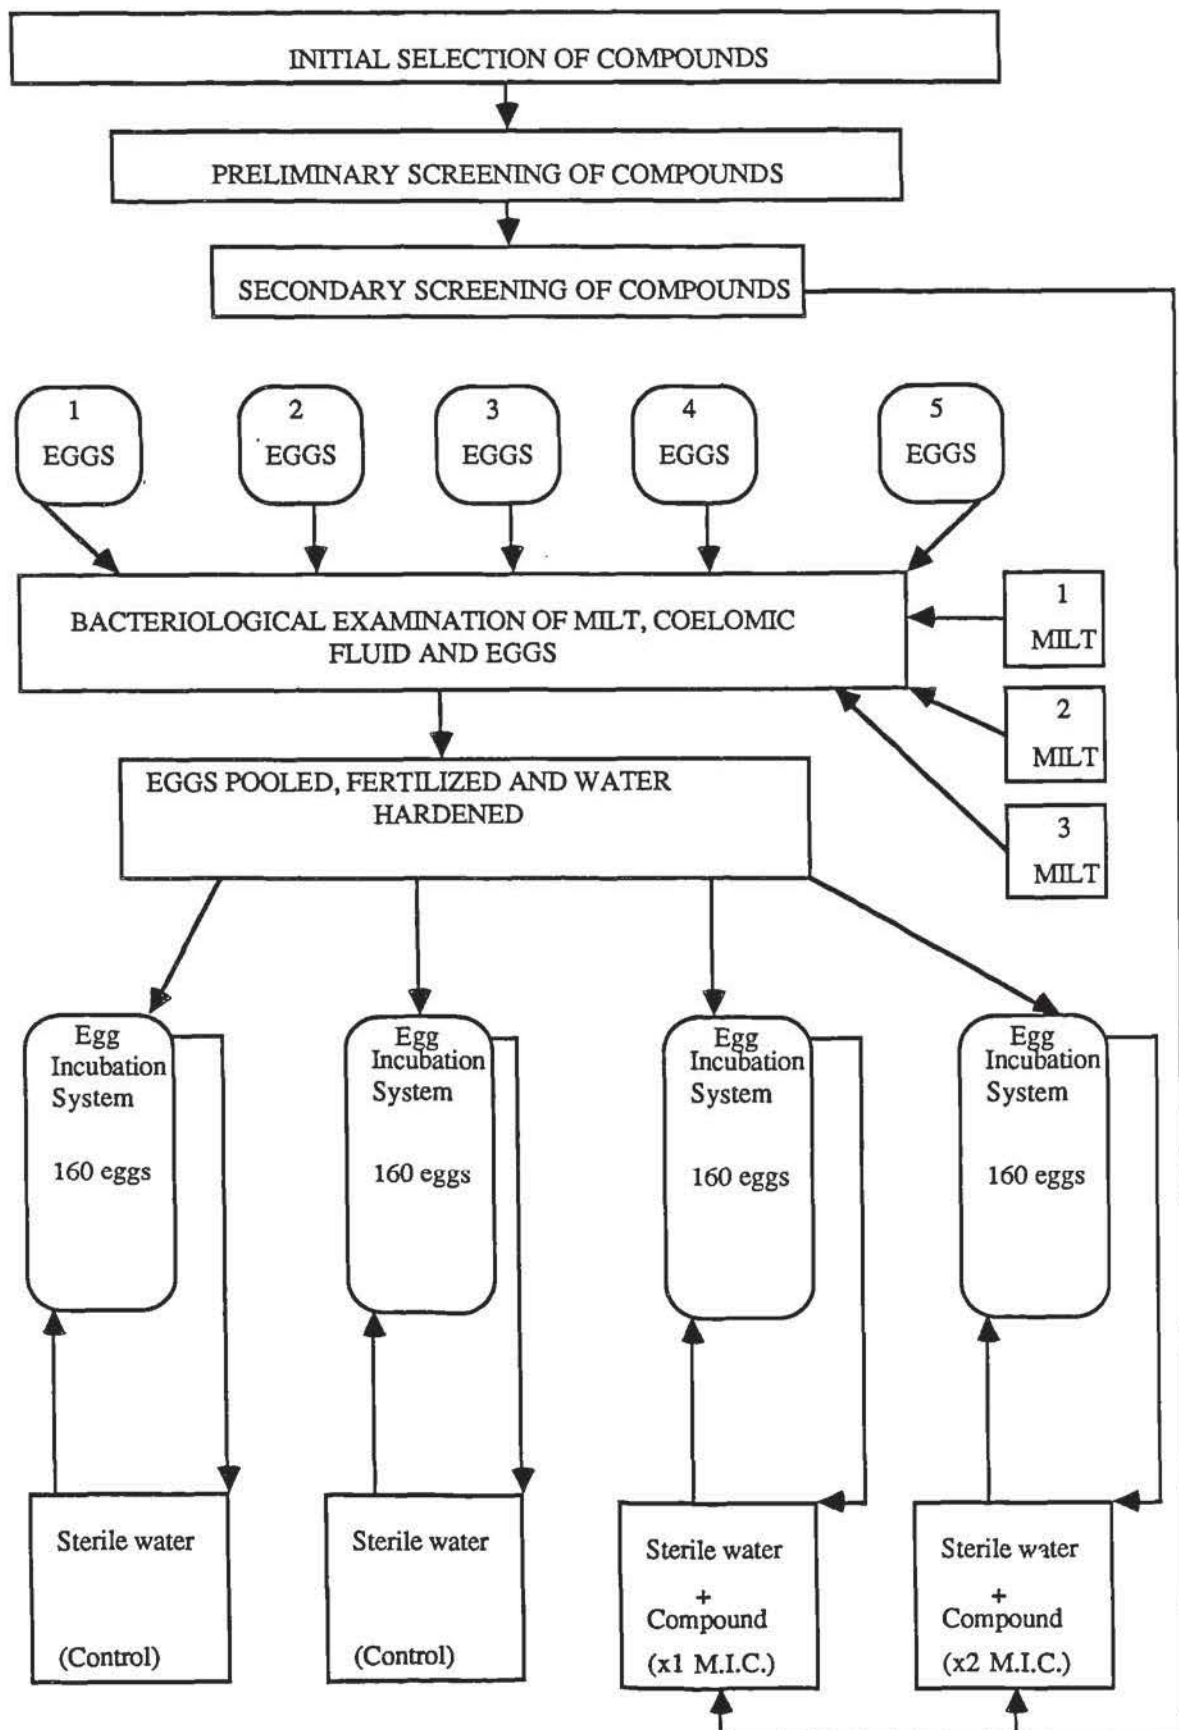 INITIAL SELECTION OF COMPOUNDS
PRELIMINARY SCREENING OF COMPOUNDS
SECONDARY SCREENING OF COMPOUNDS
1
EGGS
2
EGGS
3
EGGS
4
EGGS
5
EGGS
BACTERIOLOGICAL EXAMINATION OF MILT, COELOMIC
FLUID AND EGGS
1
MILT
2
MILT
3
MILT
EGGS POOLED, FERTILIZED AND WATER
HARDENED
Egg
Incubation
System
160 eggs
Egg
Incubation
System
160 eggs
Egg
Incubation
System
160 eggs
Egg
Incubation
System
160 eggs
Sterile water
(Control)
Sterile water
(Control)
Sterile water
+
Compound
(x1 M.I.C.)
Sterile water
+
Compound
(x2 M.I.C.)